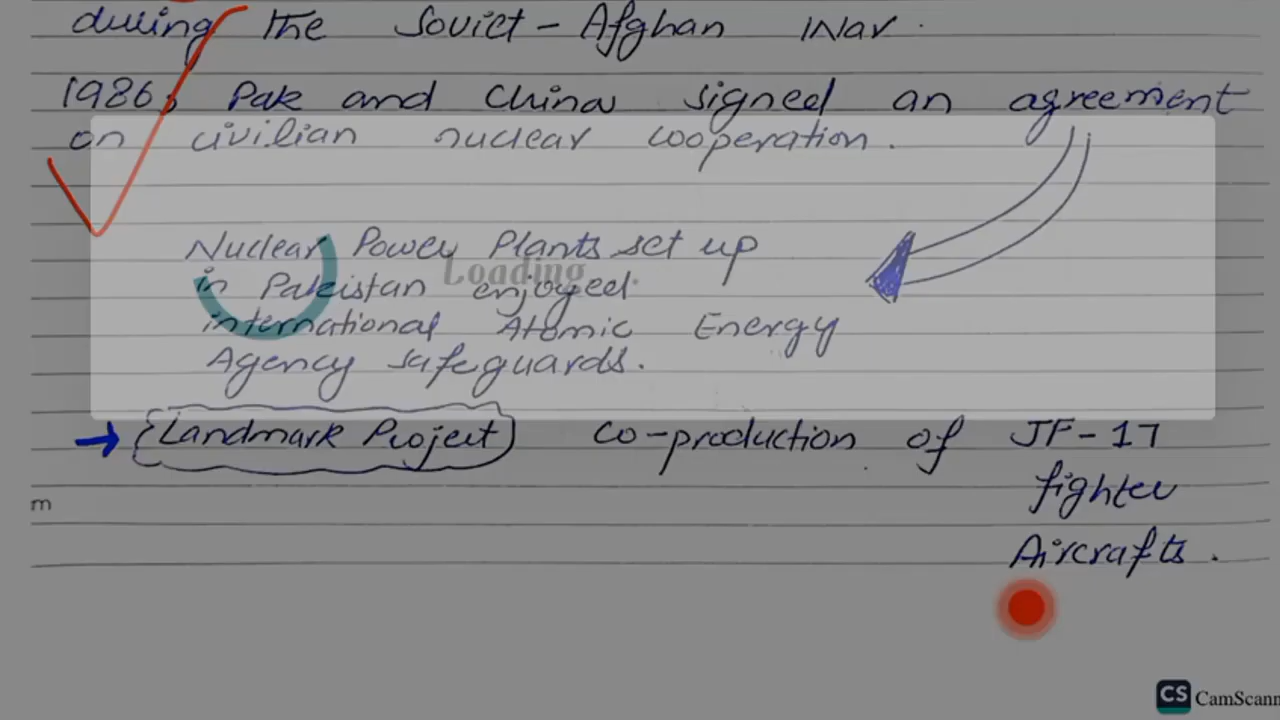 during the Soviet - Afghan War.
1986, Pak and China signed an agreement
on civilian nuclear cooperation.
Nuclear Power Plants set up
Loading.
in Pakistan enjoyed
international Atomic Energy
Agency safeguards.
→ {Landmark Project} co-production of JF-17
fighter
Aircrafts.
m
CS CamScann